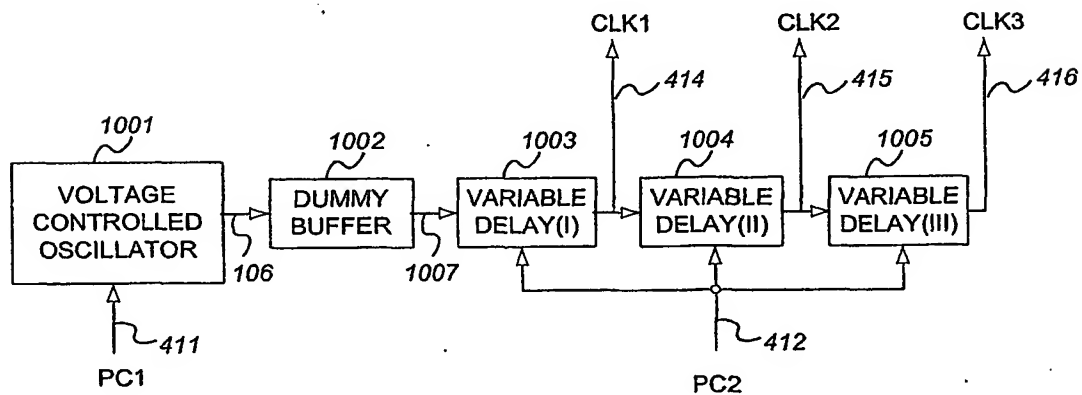 CLK1
CLK2
CLK3
414
415
416
1001
1002
1003
1004
1005
VOLTAGE
CONTROLLED
OSCILLATOR
DUMMY
BUFFER
VARIABLE
DELAY(I)
VARIABLE
DELAY(II)
VARIABLE
DELAY(III)
106
1007
411
412
PC1
PC2